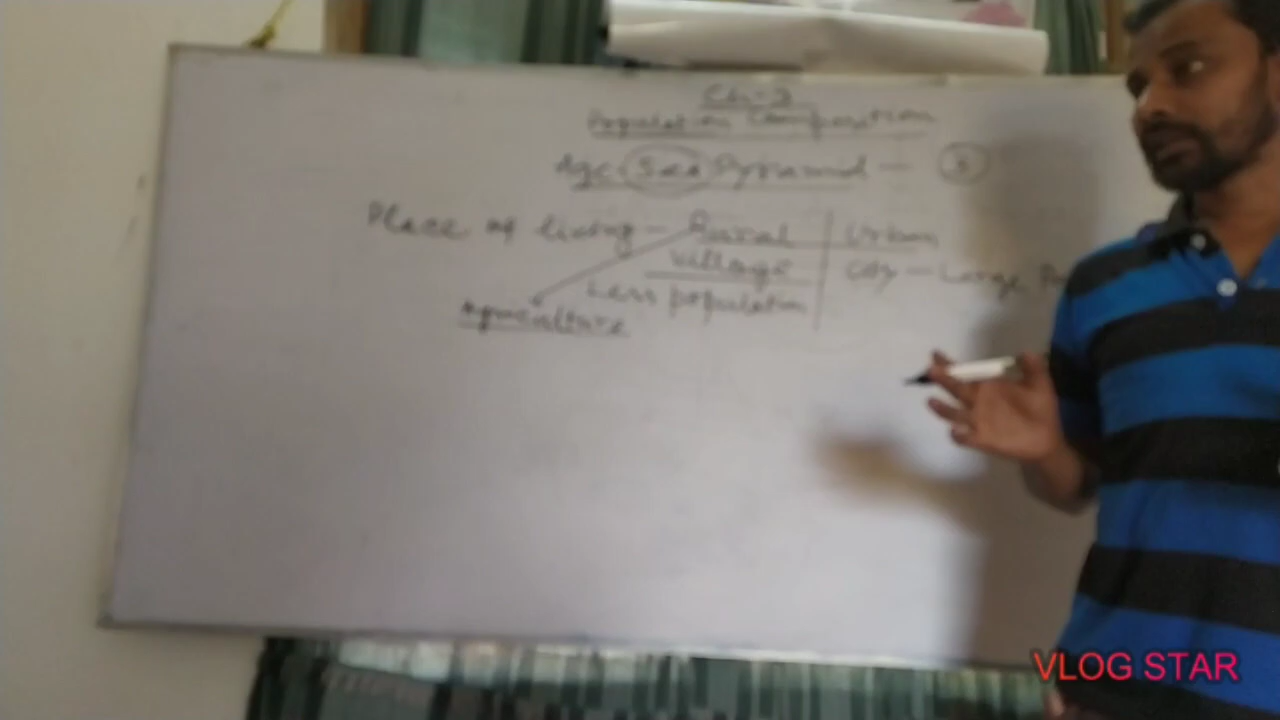 Ch-3
Population Composition
Age Sex Pyramid — 3
Place of living — Rural | Urban
Village | City — Large
Less population
Agriculture
VLOG STAR